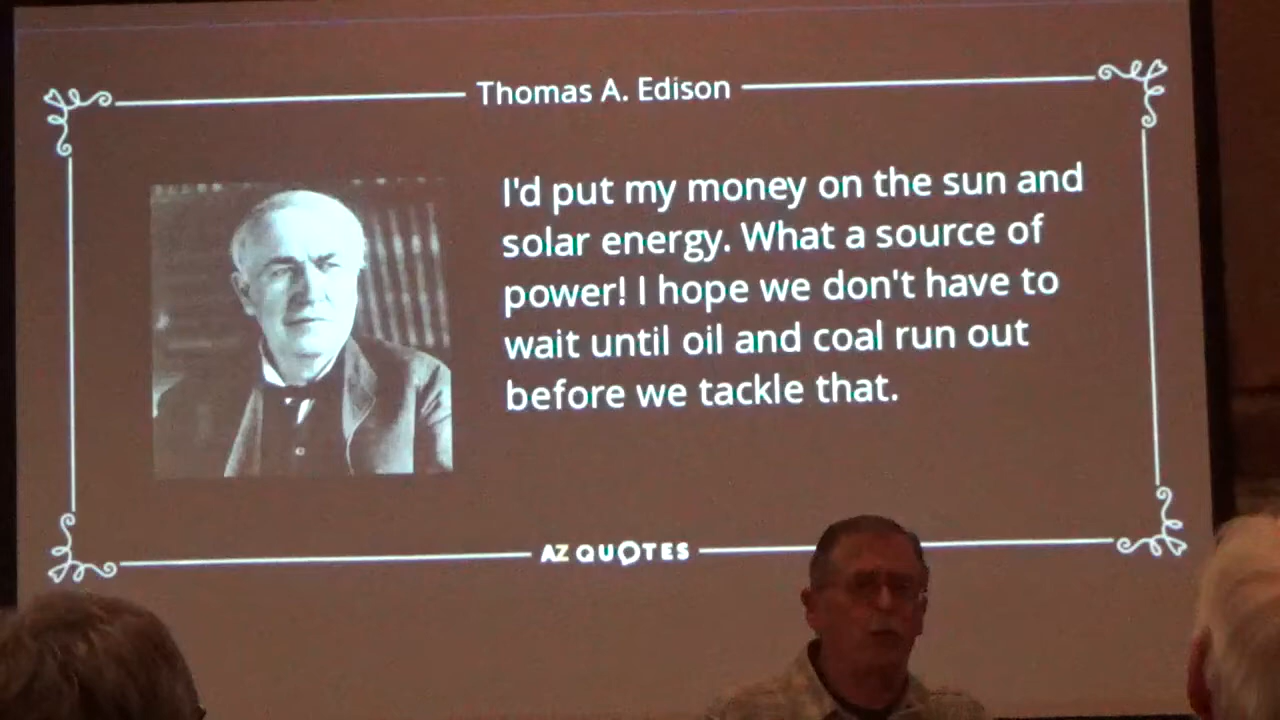 Thomas A. Edison
I'd put my money on the sun and
solar energy. What a source of
power! I hope we don't have to
wait until oil and coal run out
before we tackle that.
AZ QUOTES